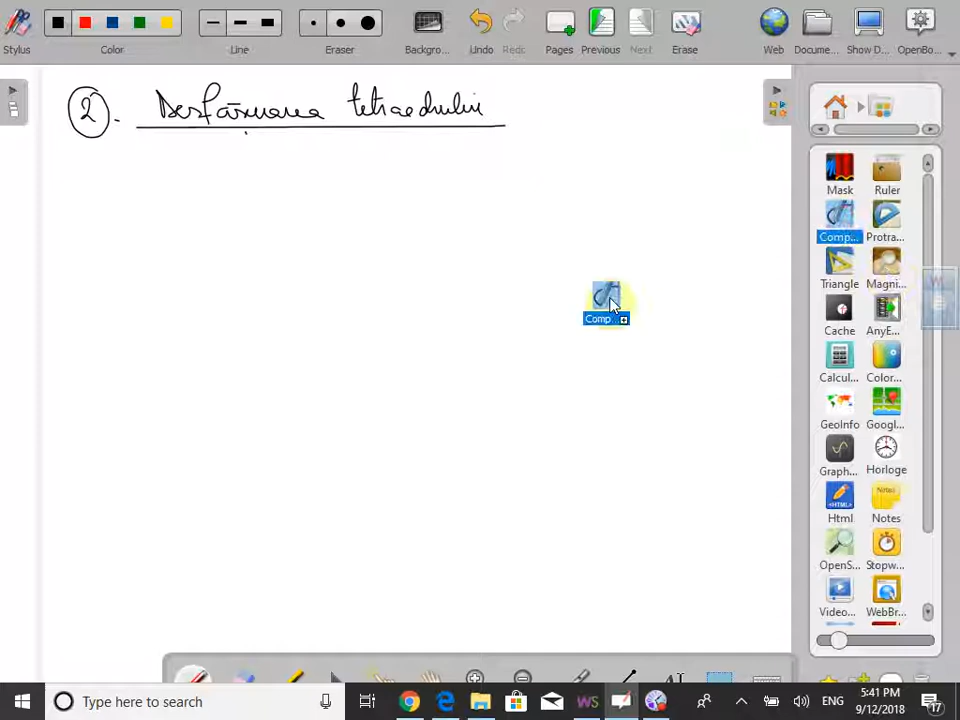 Stylus Color Line Eraser Backgro... Undo Redo Pages Previous Next Erase Web Docume... Show D... OpenBo...
2. Desfășurarea tetraedrului
Mask Ruler
Comp... Protra...
Triangle Magni...
Cache AnyE...
Calcul... Color...
GeoInfo Googl...
Graph... Horloge
Html Notes
OpenS... Stopw...
Video... WebBr...
Comp...
Type here to search
ENG
5:41 PM
9/12/2018
17